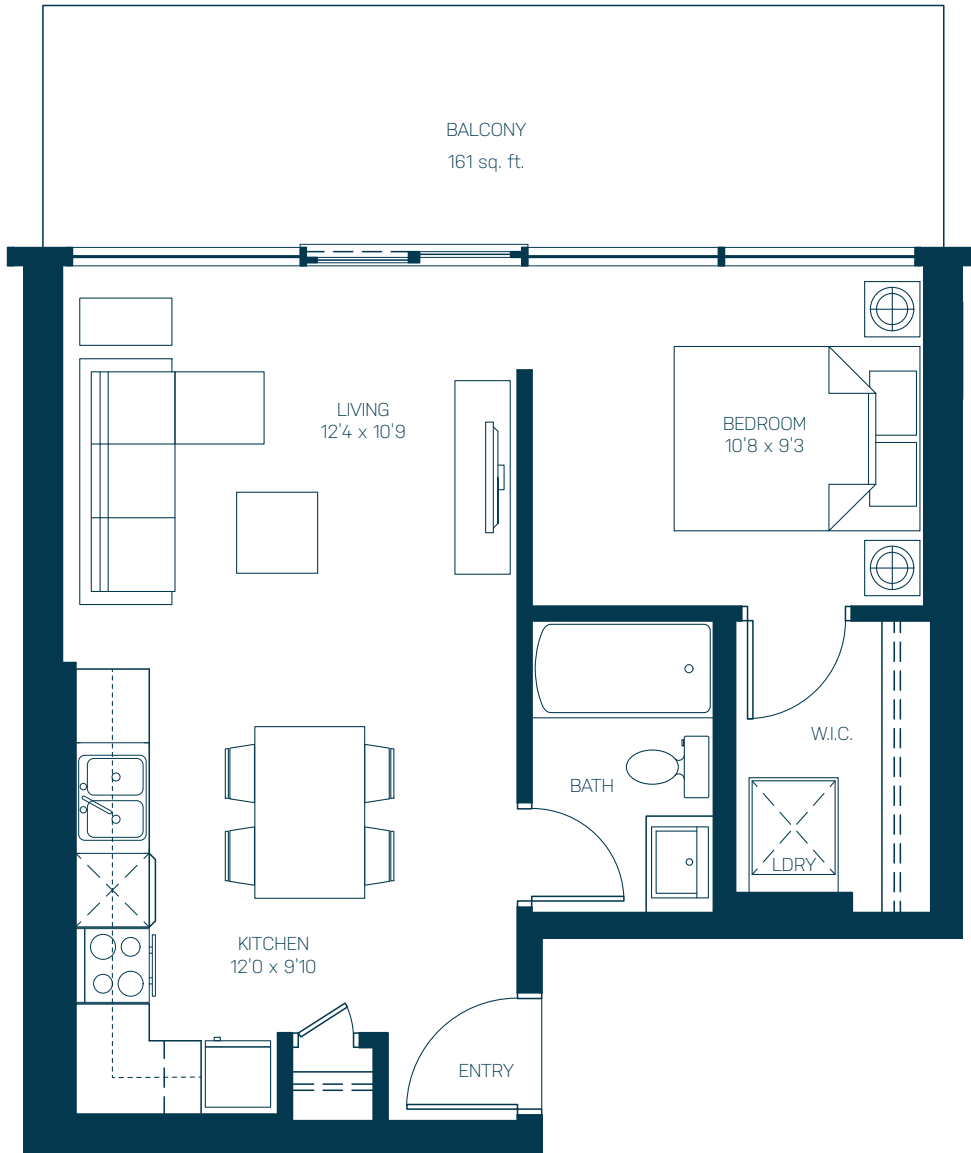 BALCONY
161 sq. ft.
LIVING
12'4 x 10'9
BEDROOM
10'8 x 9'3
W.I.C.
BATH
LDRY
KITCHEN
12'0 x 9'10
ENTRY